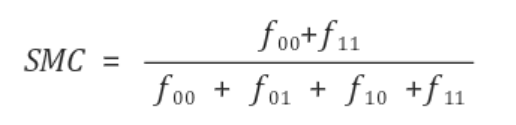 SMC = (f₀₀+f₁₁) / (f₀₀ + f₀₁ + f₁₀ +f₁₁)